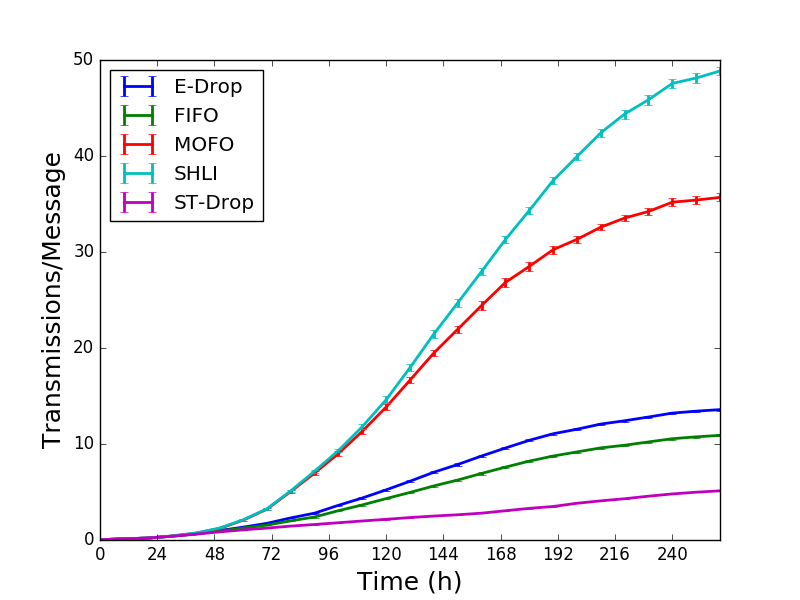 50
40
30
20
10
0
Transmissions/Message
E-Drop
FIFO
MOFO
SHLI
ST-Drop
0 24 48 72 96 120 144 168 192 216 240
Time (h)